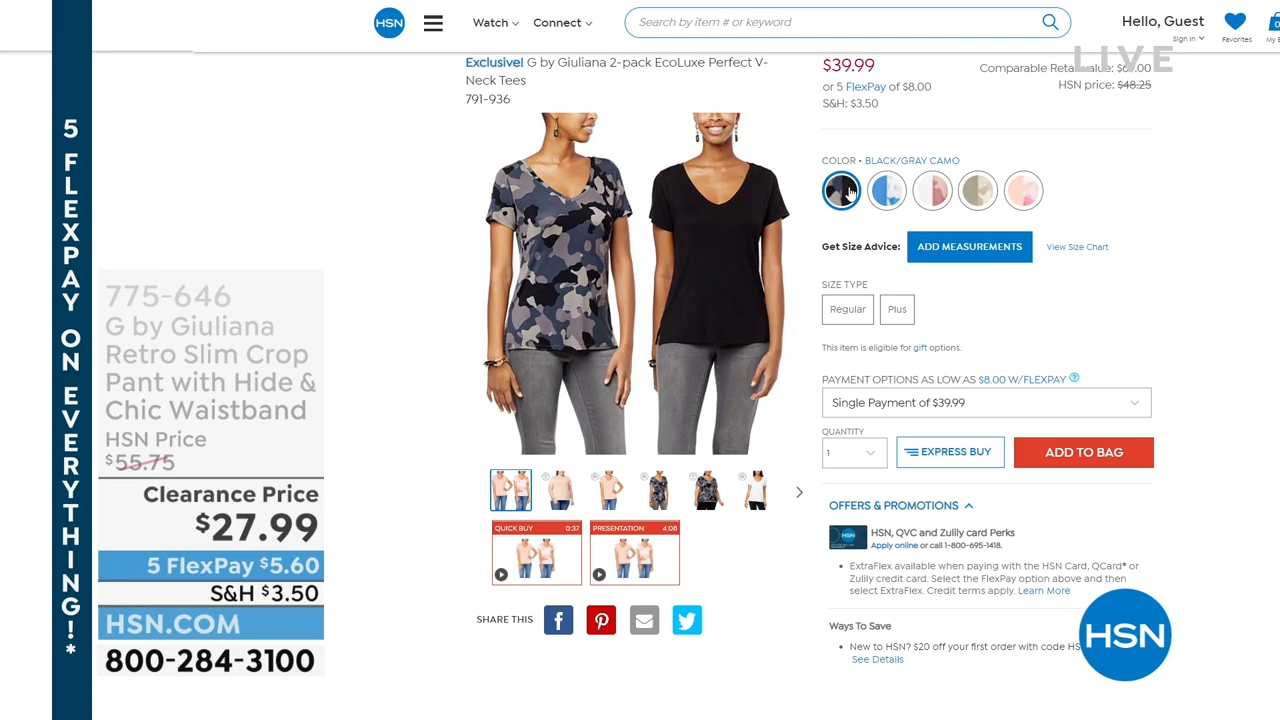 5 FLEXPAY ON EVERYTHING!*
775-646
G by Giuliana
Retro Slim Crop
Pant with Hide &
Chic Waistband
HSN Price
$55.75
Clearance Price
$27.99
5 FlexPay $5.60
S&H $3.50
HSN.COM
800-284-3100
HSN
Watch
Connect
Search by item # or keyword
Hello, Guest
Sign In
Favorites
0
LIVE
Exclusive! G by Giuliana 2-pack EcoLuxe Perfect V-
Neck Tees
791-936
$39.99
or 5 FlexPay of $8.00
S&H: $3.50
Comparable Retail Value:
HSN price: $48.25
COLOR • BLACK/GRAY CAMO
Get Size Advice:
ADD MEASUREMENTS
View Size Chart
SIZE TYPE
Regular
Plus
This item is eligible for gift options.
PAYMENT OPTIONS AS LOW AS $8.00 W/FLEXPAY ?
Single Payment of $39.99
QUANTITY
1
EXPRESS BUY
ADD TO BAG
QUICK BUY 0:37
PRESENTATION 4:08
SHARE THIS
OFFERS & PROMOTIONS
HSN
HSN, QVC and Zulily card Perks
Apply online or call 1-800-695-1418.
• ExtraFlex available when paying with the HSN Card, QCard® or
Zulily credit card. Select the FlexPay option above and then
select ExtraFlex. Credit terms apply. Learn More
Ways To Save
• New to HSN? $20 off your first order with code
See Details
HSN